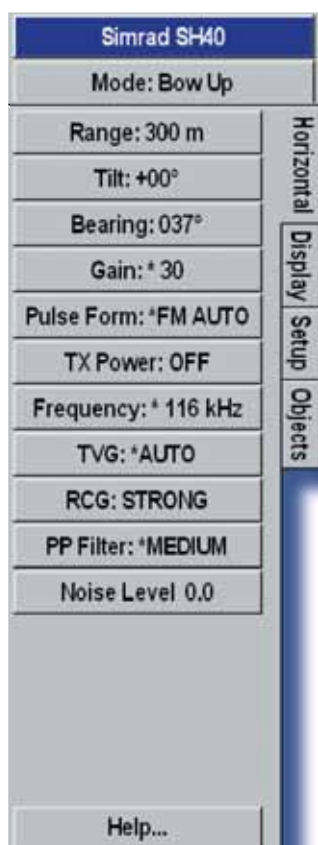 Simrad SH40
Mode: Bow Up
Range: 300 m
Tilt: +00°
Bearing: 037°
Gain: * 30
Pulse Form: *FM AUTO
TX Power: OFF
Frequency: * 116 kHz
TVG: *AUTO
RCG: STRONG
PP Filter: *MEDIUM
Noise Level 0.0
Help...
Horizontal
Display
Setup
Objects